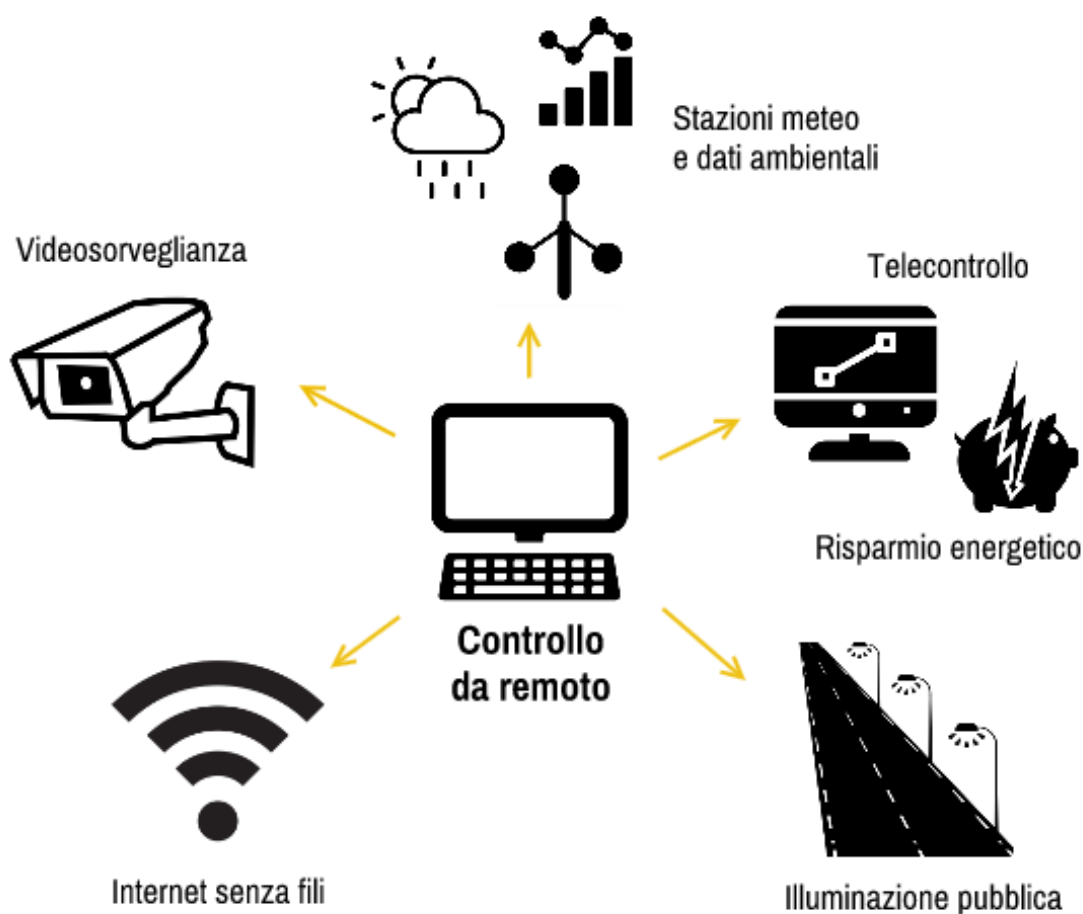 Stazioni meteo
e dati ambientali
Videosorveglianza
Telecontrollo
Risparmio energetico
Controllo
da remoto
Internet senza fili
Illuminazione pubblica